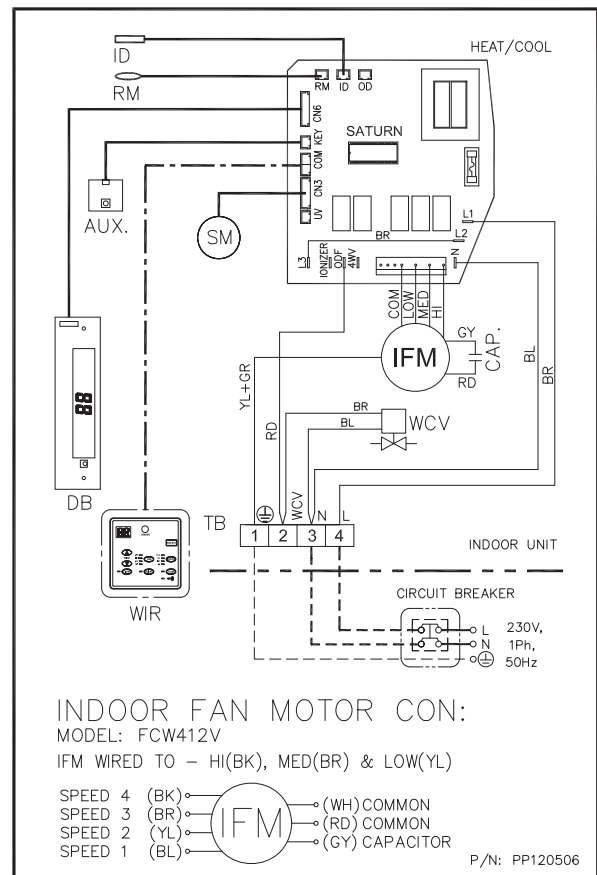 ID
RM
HEAT/COOL
RM ID OD
CN6
KEY
COM
CN3
UV
SATURN
AUX.
SM
L1
L2
BR
L3
IONIZER
ODF
4WV
N
COM
LOW
MED
HI
IFM
GY
CAP.
RD
BL
BR
YL+GR
RD
BR
BL
WCV
88
DB
WCV
N
L
TB
1 2 3 4
INDOOR UNIT
WIR
CIRCUIT BREAKER
L 230V,
N 1Ph,
50Hz
INDOOR FAN MOTOR CON:
MODEL: FCW412V
IFM WIRED TO – HI(BK), MED(BR) & LOW(YL)
SPEED 4 (BK)
SPEED 3 (BR)
SPEED 2 (YL)
SPEED 1 (BL)
IFM
(WH) COMMON
(RD) COMMON
(GY) CAPACITOR
P/N: PP120506